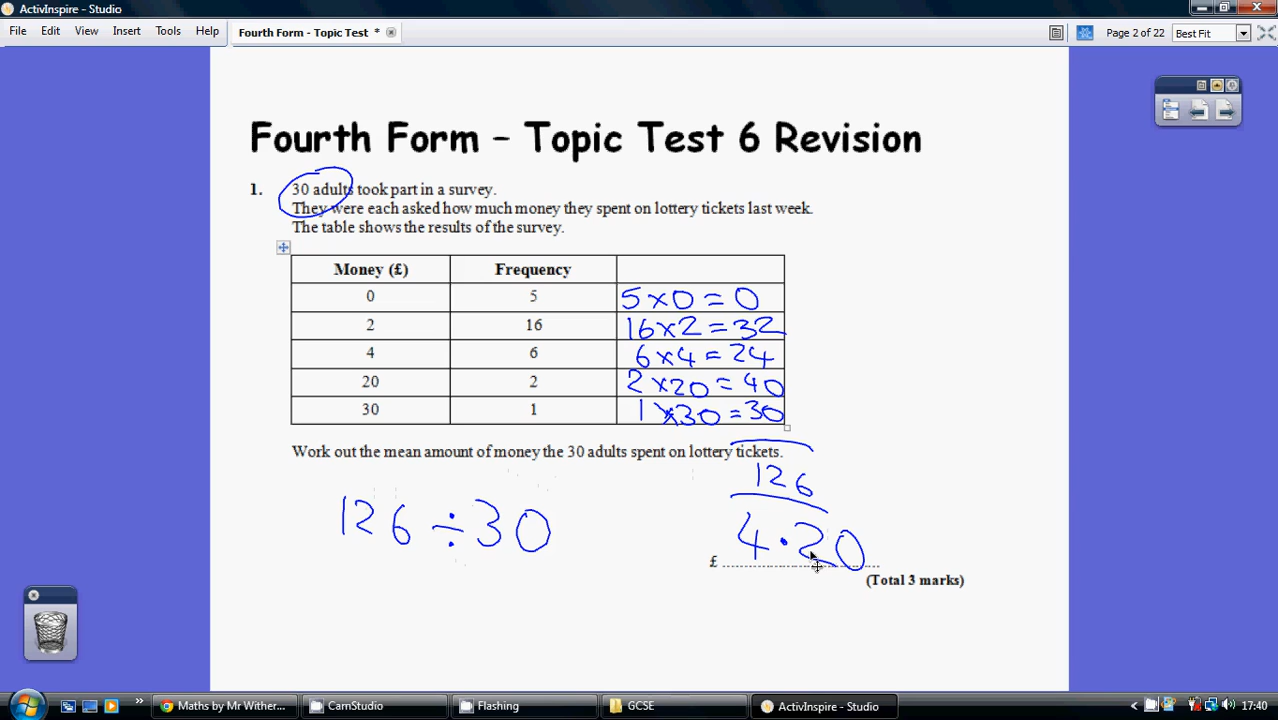 ActivInspire - Studio
File Edit View Insert Tools Help
Fourth Form - Topic Test *
Page 2 of 22
Best Fit
Fourth Form – Topic Test 6 Revision
1. 30 adults took part in a survey.
They were each asked how much money they spent on lottery tickets last week.
The table shows the results of the survey.
Money (£) Frequency
0 5 5×0=0
2 16 16×2=32
4 6 6×4=24
20 2 2×20=40
30 1 1×30=30
Work out the mean amount of money the 30 adults spent on lottery tickets.
126
126÷30
£ 4·20
(Total 3 marks)
» Maths by Mr Wither... CamStudio Flashing GCSE ActivInspire - Studio < 17:40